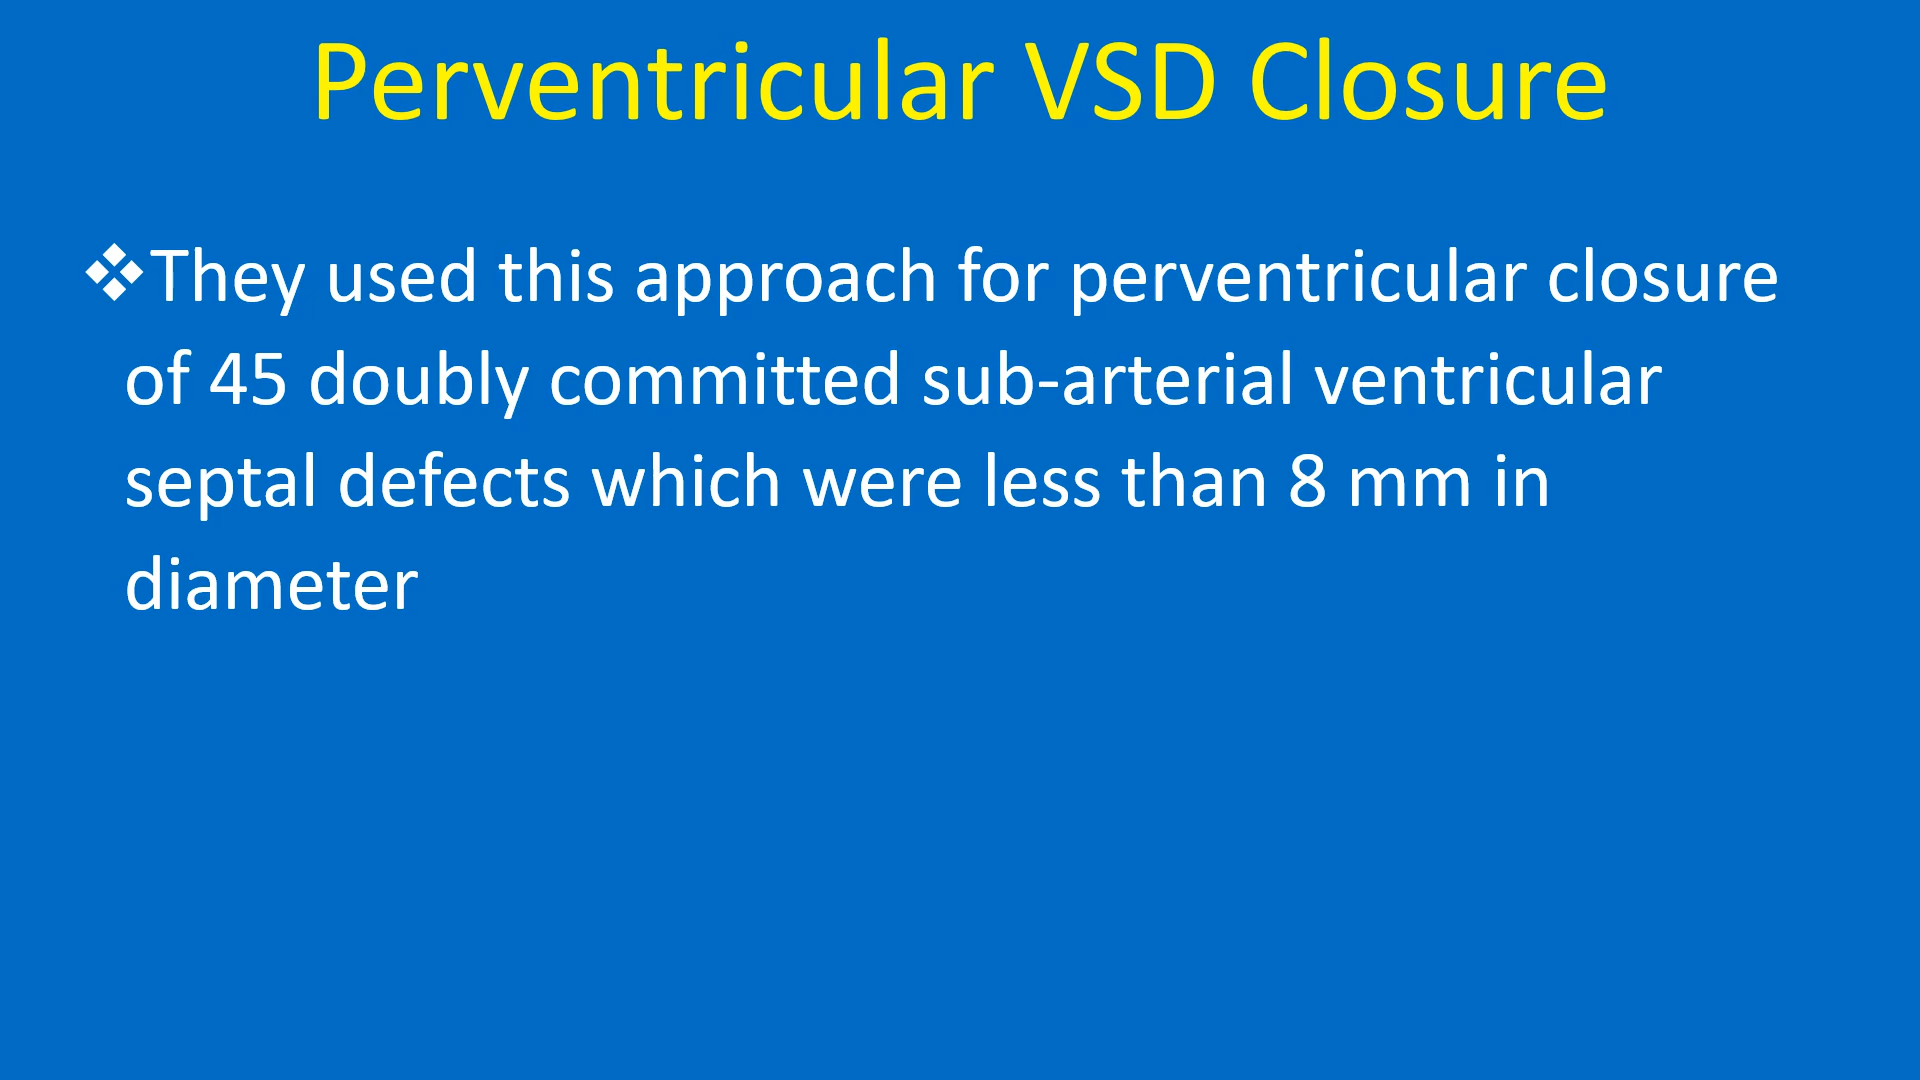 Perventricular VSD Closure
❖They used this approach for perventricular closure
of 45 doubly committed sub-arterial ventricular
septal defects which were less than 8 mm in
diameter